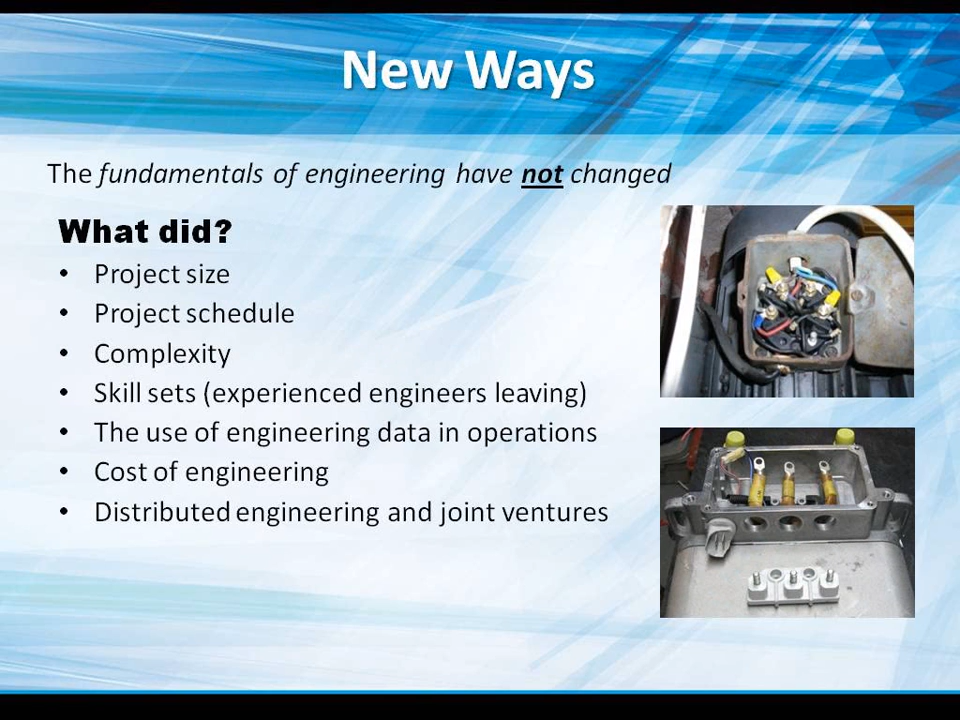 New Ways
The fundamentals of engineering have not changed
What did?
• Project size
• Project schedule
• Complexity
• Skill sets (experienced engineers leaving)
• The use of engineering data in operations
Cost of engineering
• Distributed engineering and joint ventures